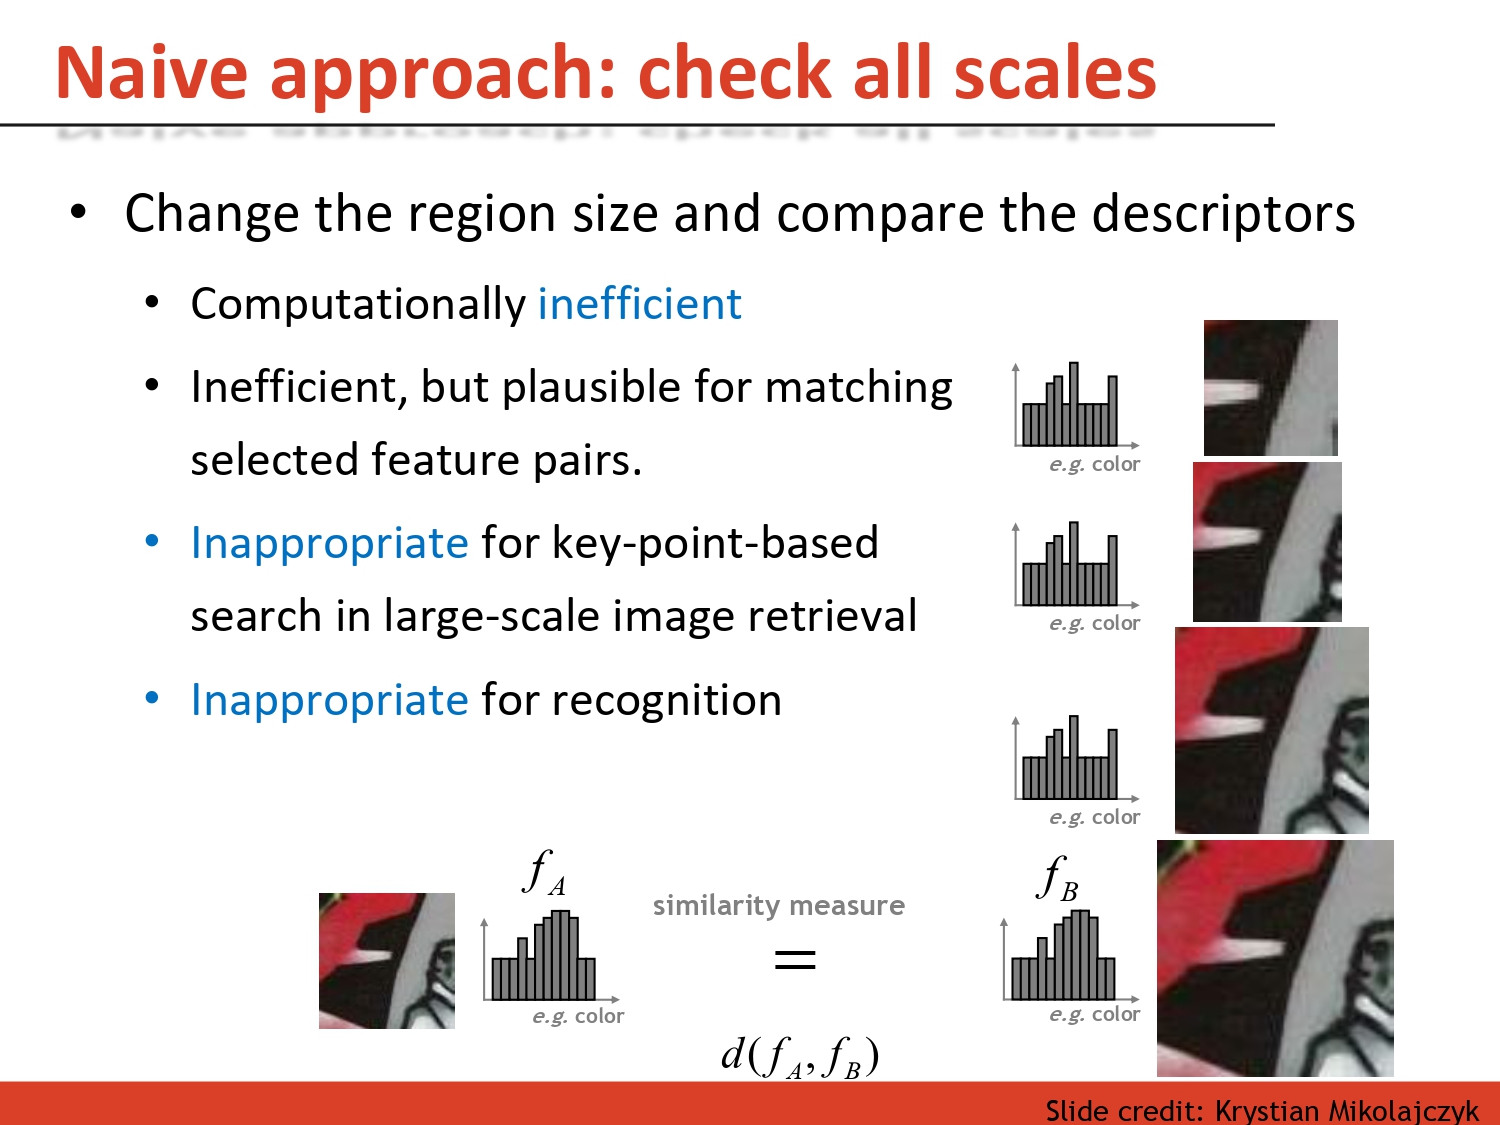 Naive approach: check all scales
• Change the region size and compare the descriptors
• Computationally inefficient
• Inefficient, but plausible for matching
selected feature pairs.
• Inappropriate for key-point-based
search in large-scale image retrieval
• Inappropriate for recognition
e.g. color
e.g. color
e.g. color
f_A
similarity measure
f_B
=
e.g. color
e.g. color
d(f_A, f_B)
Slide credit: Krystian Mikolajczyk